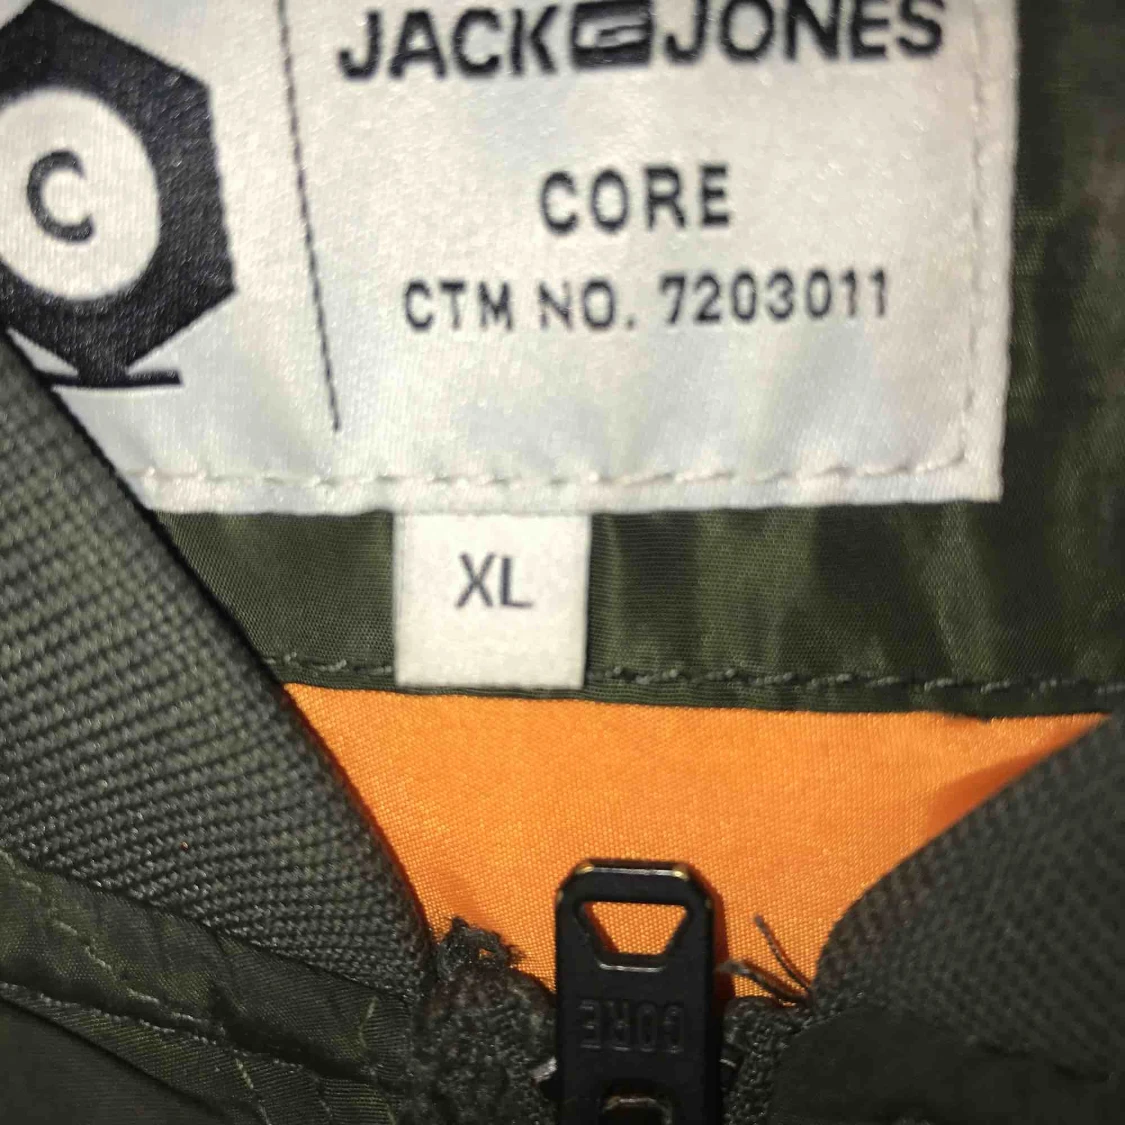 JACK & JONES
C
CORE
CTM NO. 7203011
XL
CORE